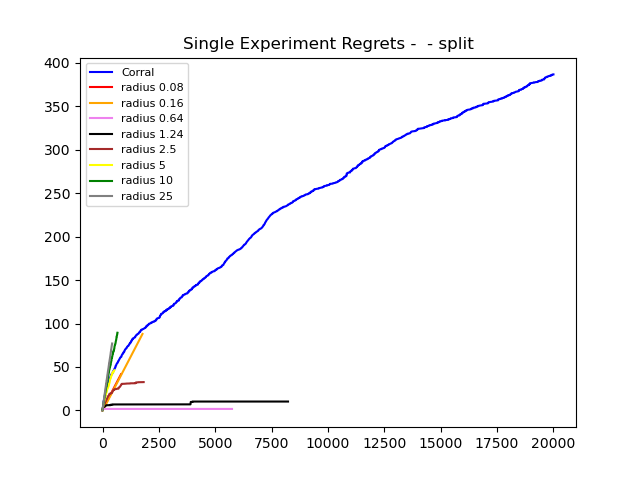 Single Experiment Regrets -  - split
400
350
300
250
200
150
100
50
0
Corral
radius 0.08
radius 0.16
radius 0.64
radius 1.24
radius 2.5
radius 5
radius 10
radius 25
0 2500 5000 7500 10000 12500 15000 17500 20000